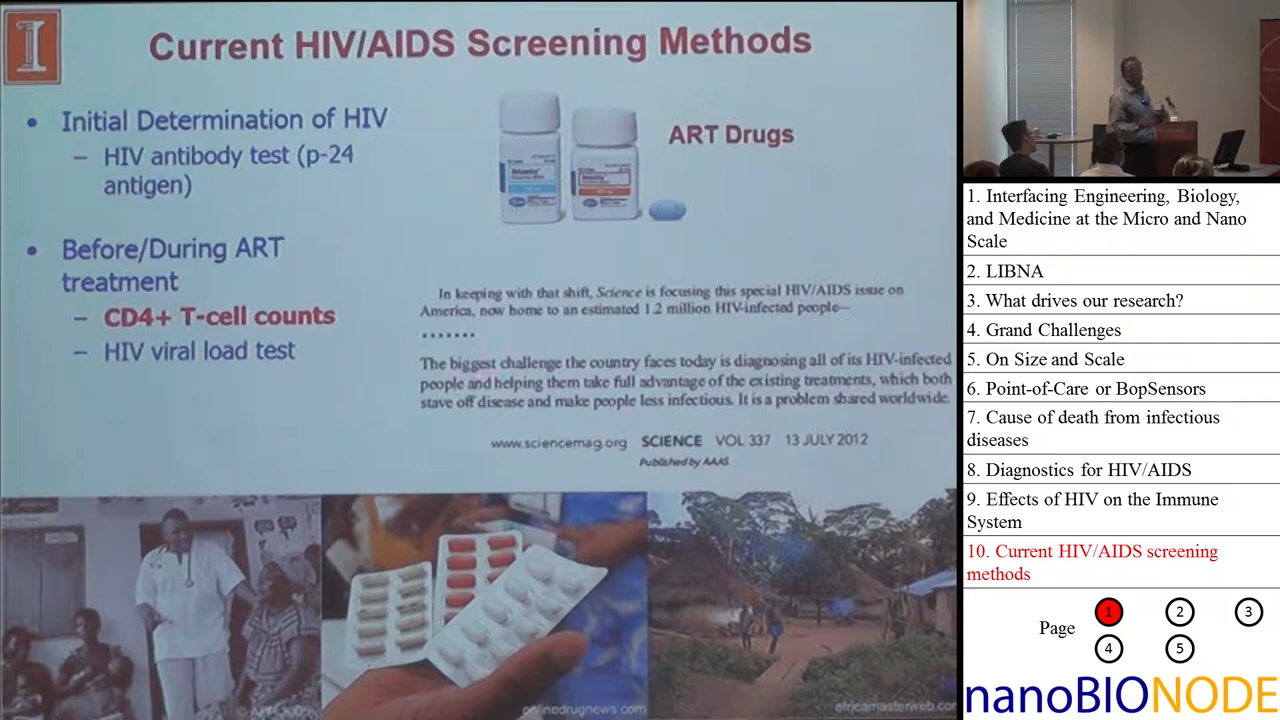 Current HIV/AIDS Screening Methods
• Initial Determination of HIV
– HIV antibody test (p-24
antigen)
• Before/During ART
treatment
– CD4+ T-cell counts
– HIV viral load test
ART Drugs
In keeping with that shift, Science is focusing this special HIV/AIDS issue on
America, now home to an estimated 1.2 million HIV-infected people—
.......
The biggest challenge the country faces today is diagnosing all of its HIV-infected
people and helping them take full advantage of the existing treatments, which both
stave off disease and make people less infectious. It is a problem shared worldwide.
www.sciencemag.org SCIENCE VOL 337 13 JULY 2012
Published by AAAS
onlinedrugnews.com
africamasterweb.com
1. Interfacing Engineering, Biology,
and Medicine at the Micro and Nano
Scale
2. LIBNA
3. What drives our research?
4. Grand Challenges
5. On Size and Scale
6. Point-of-Care or BopSensors
7. Cause of death from infectious
diseases
8. Diagnostics for HIV/AIDS
9. Effects of HIV on the Immune
System
10. Current HIV/AIDS screening
methods
Page 1 2 3
4 5
nanoBIONODE